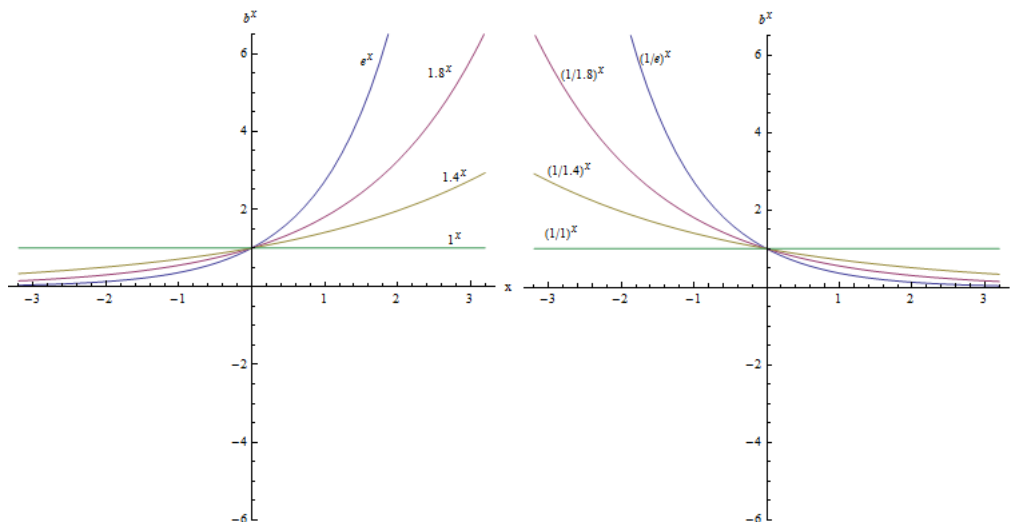 b^x
b^x
6
6
e^x
(1/e)^x
1.8^x
(1/1.8)^x
4
4
1.4^x
(1/1.4)^x
2
2
1^x
(1/1)^x
−3 −2 −1 1 2 3 x −3 −2 −1 1 2 3
−2
−2
−4
−4
−6
−6